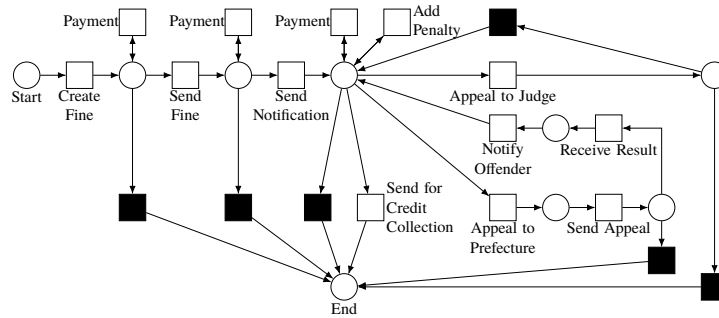 Payment
Payment
Payment
Add
Penalty
Start
Create
Fine
Send
Fine
Send
Notification
Appeal to Judge
Notify
Offender
Receive Result
Send for
Credit
Collection
Appeal to
Prefecture
Send Appeal
End